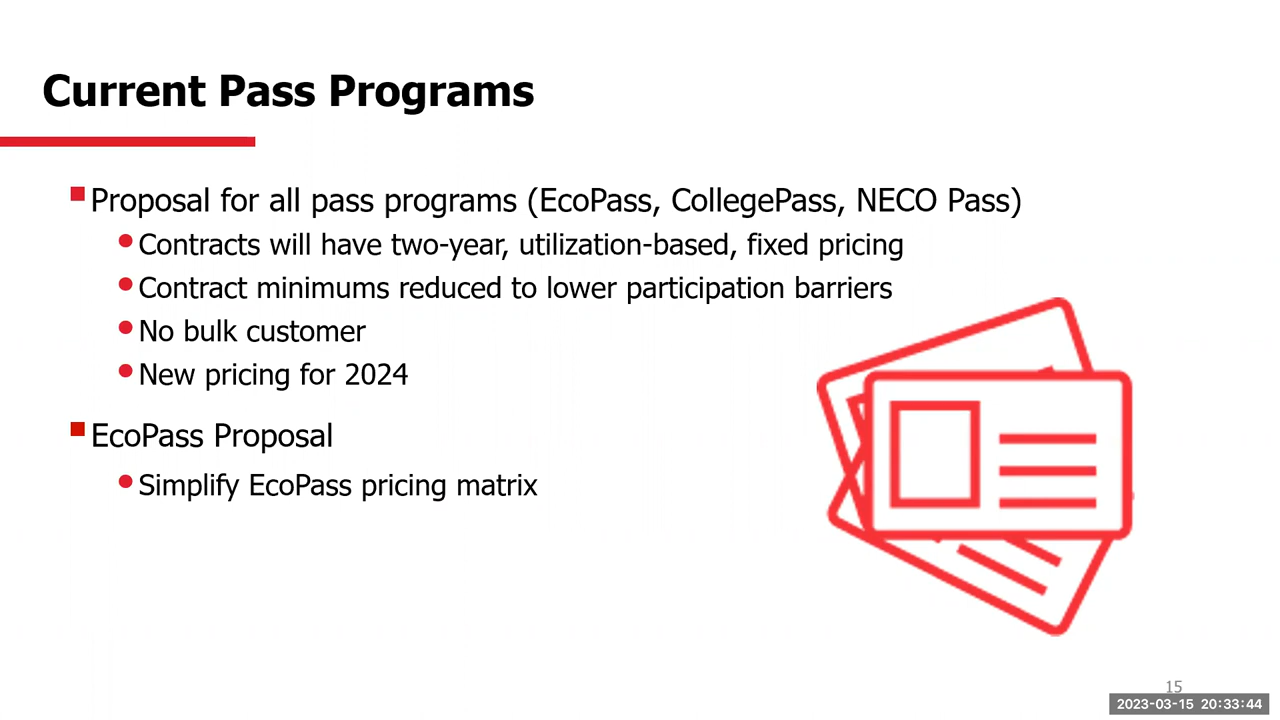 Current Pass Programs
Proposal for all pass programs (EcoPass, CollegePass, NECO Pass)
Contracts will have two-year, utilization-based, fixed pricing
Contract minimums reduced to lower participation barriers
No bulk customer
New pricing for 2024
EcoPass Proposal
Simplify EcoPass pricing matrix
15
2023-03-15 20:33:44